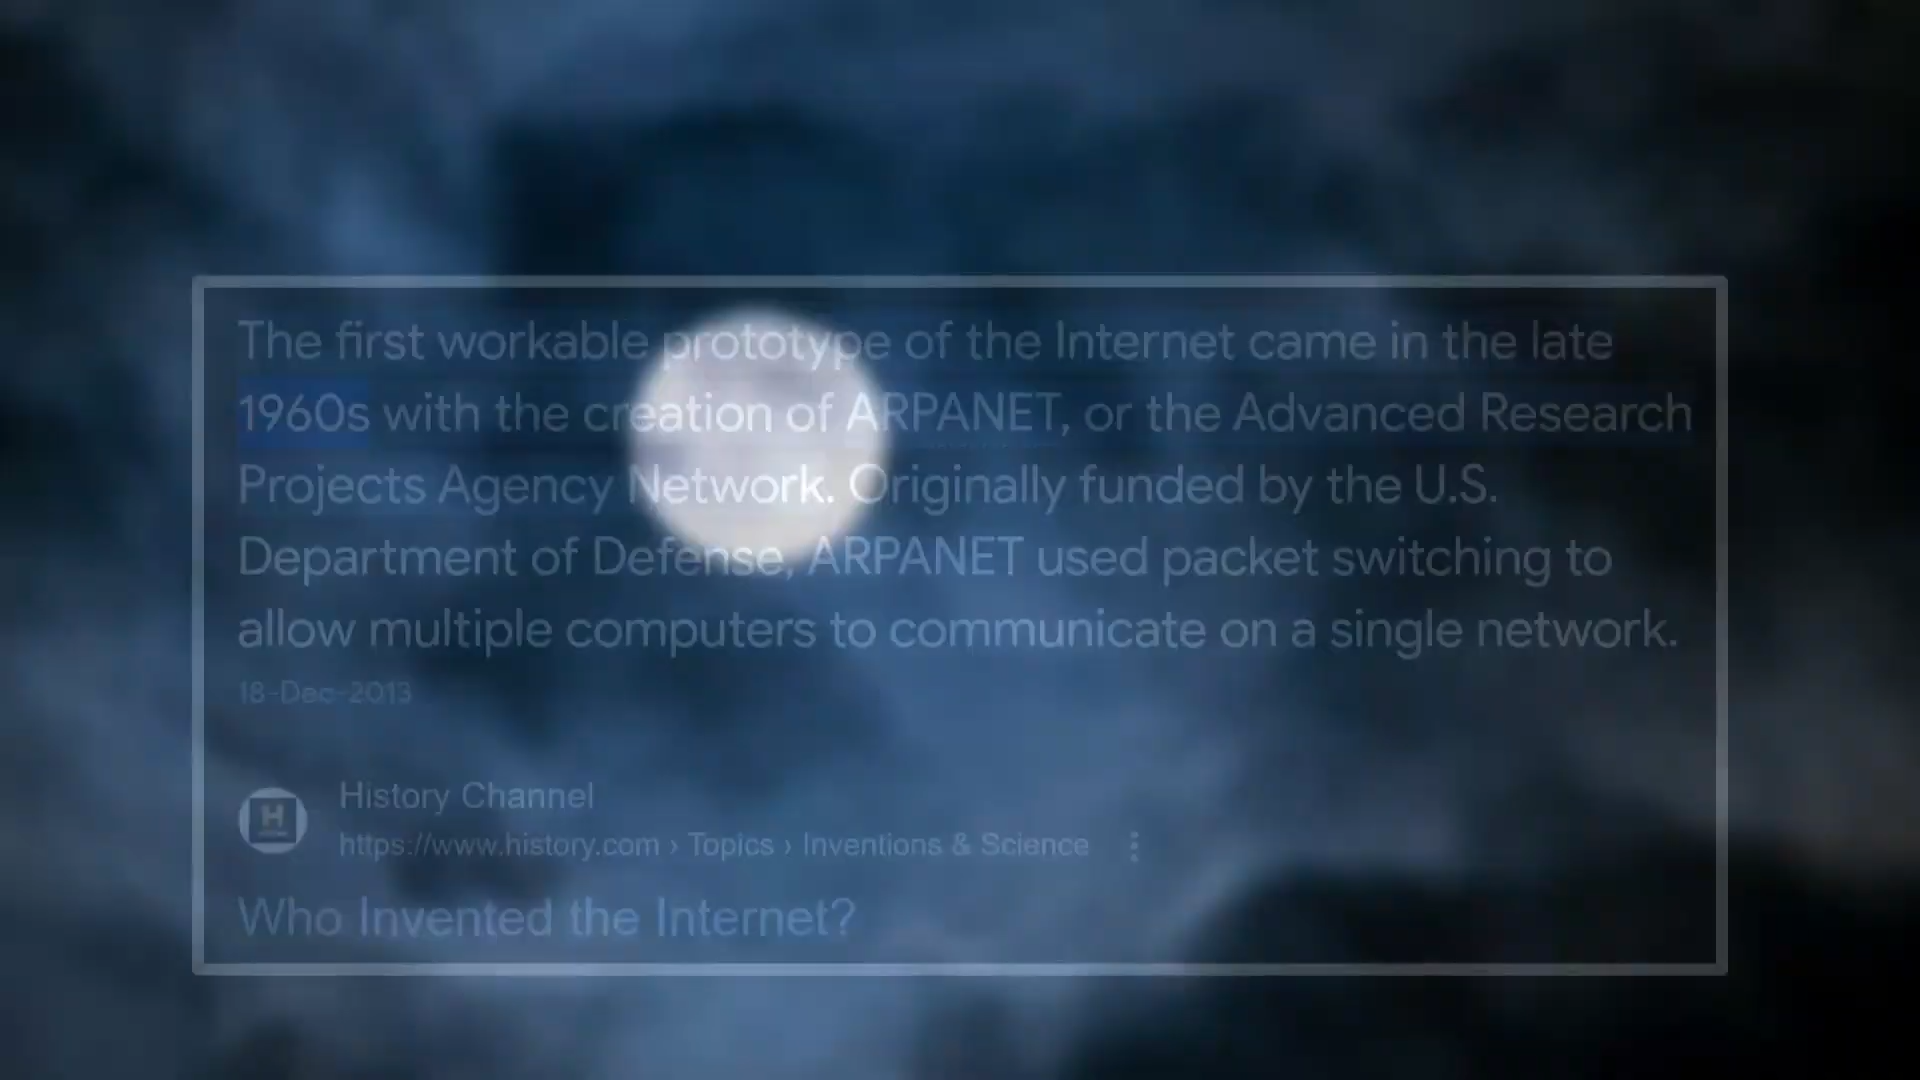 The first workable prototype of the Internet came in the late
1960s with the creation of ARPANET, or the Advanced Research
Projects Agency Network. Originally funded by the U.S.
Department of Defense, ARPANET used packet switching to
allow multiple computers to communicate on a single network.
18-Dec-2013
H
History Channel
https://www.history.com › Topics › Inventions & Science
Who Invented the Internet?